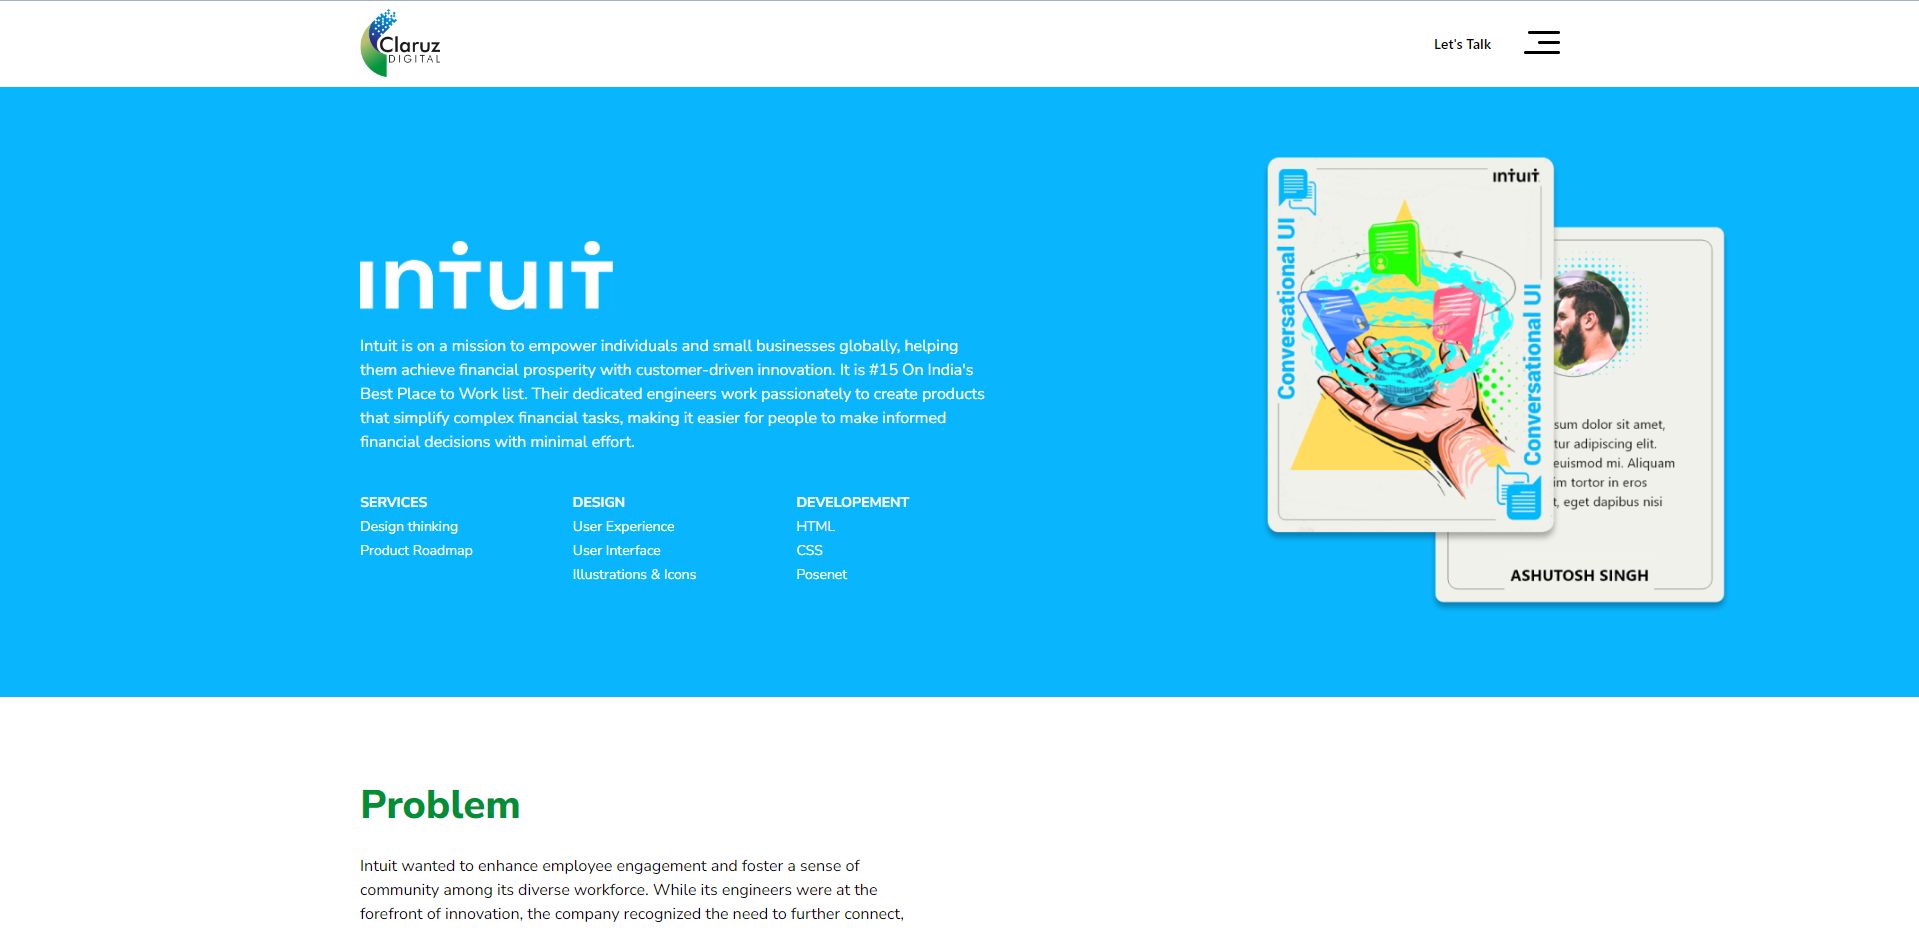 Claruz
DIGITAL
Let's Talk
ıntuıt
Intuit is on a mission to empower individuals and small businesses globally, helping
them achieve financial prosperity with customer-driven innovation. It is #15 On India's
Best Place to Work list. Their dedicated engineers work passionately to create products
that simplify complex financial tasks, making it easier for people to make informed
financial decisions with minimal effort.
SERVICES
Design thinking
Product Roadmap
DESIGN
User Experience
User Interface
Illustrations & Icons
DEVELOPEMENT
HTML
CSS
Posenet
ıntuıt
Conversational UI
Conversational UI
sum dolor sit amet,
tur adipiscing elit.
euismod mi. Aliquam
im tortor in eros
t, eget dapibus nisi
ASHUTOSH SINGH
Problem
Intuit wanted to enhance employee engagement and foster a sense of
community among its diverse workforce. While its engineers were at the
forefront of innovation, the company recognized the need to further connect,